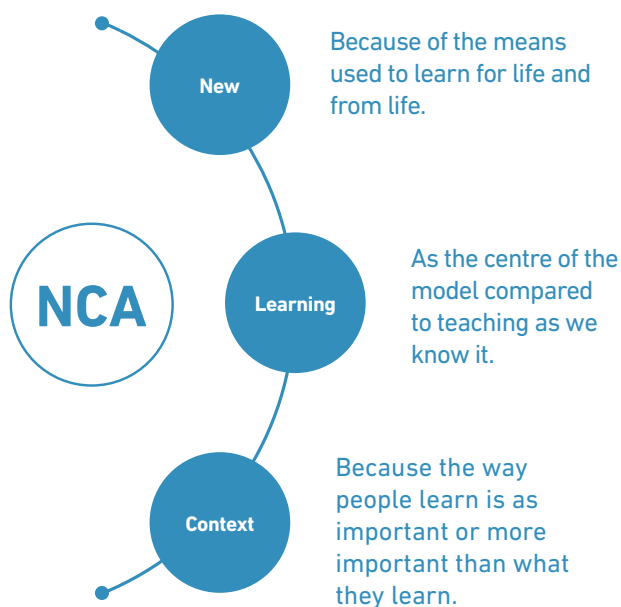 New
Because of the means
used to learn for life and
from life.
NCA
Learning
As the centre of the
model compared
to teaching as we
know it.
Context
Because the way
people learn is as
important or more
important than what
they learn.